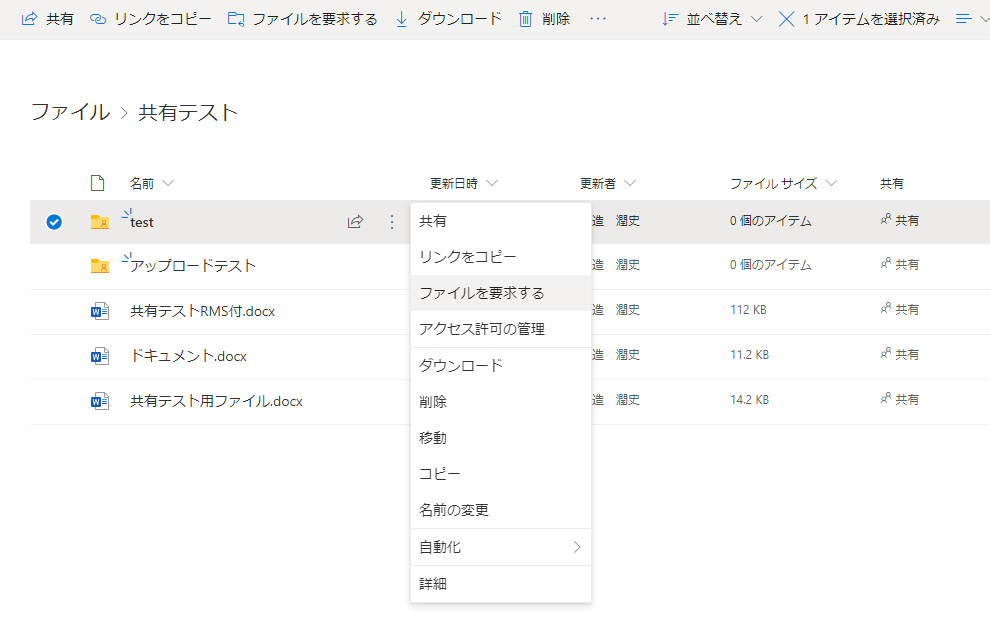 共有 リンクをコピー ファイルを要求する ダウンロード 削除 ··· 並べ替え 1 アイテムを選択済み
ファイル > 共有テスト
名前 更新日時 更新者 ファイル サイズ 共有
test 造 潤史 0 個のアイテム 共有
アップロードテスト 造 潤史 0 個のアイテム 共有
共有テストRMS付.docx 潤史 112 KB 共有
ドキュメント.docx 造 潤史 11.2 KB 共有
共有テスト用ファイル.docx 造 潤史 14.2 KB 共有
共有
リンクをコピー
ファイルを要求する
アクセス許可の管理
ダウンロード
削除
移動
コピー
名前の変更
自動化
詳細